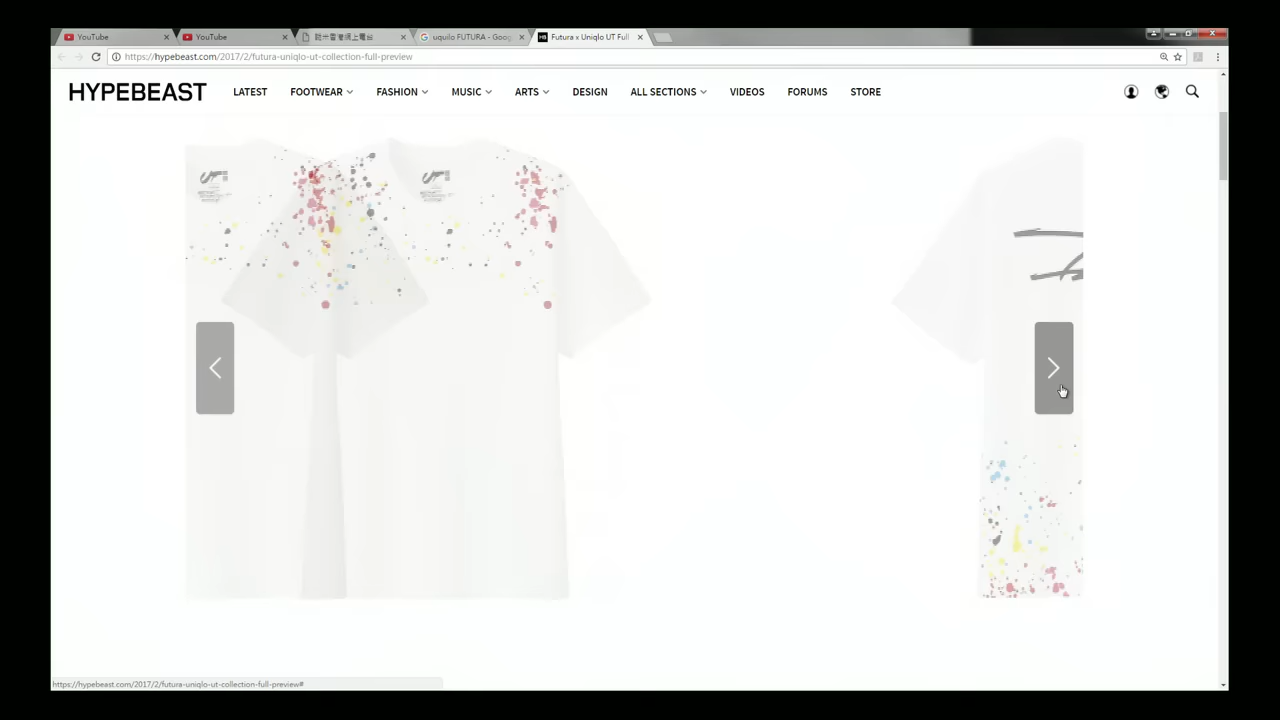 YouTube
YouTube
uquilo FUTURA - Goog
HB
Futura x Uniqlo UT Full
https://hypebeast.com/2017/2/futura-uniqlo-ut-collection-full-preview
HYPEBEAST
LATEST
FOOTWEAR
FASHION
MUSIC
ARTS
DESIGN
ALL SECTIONS
VIDEOS
FORUMS
STORE
https://hypebeast.com/2017/2/futura-uniqlo-ut-collection-full-preview#